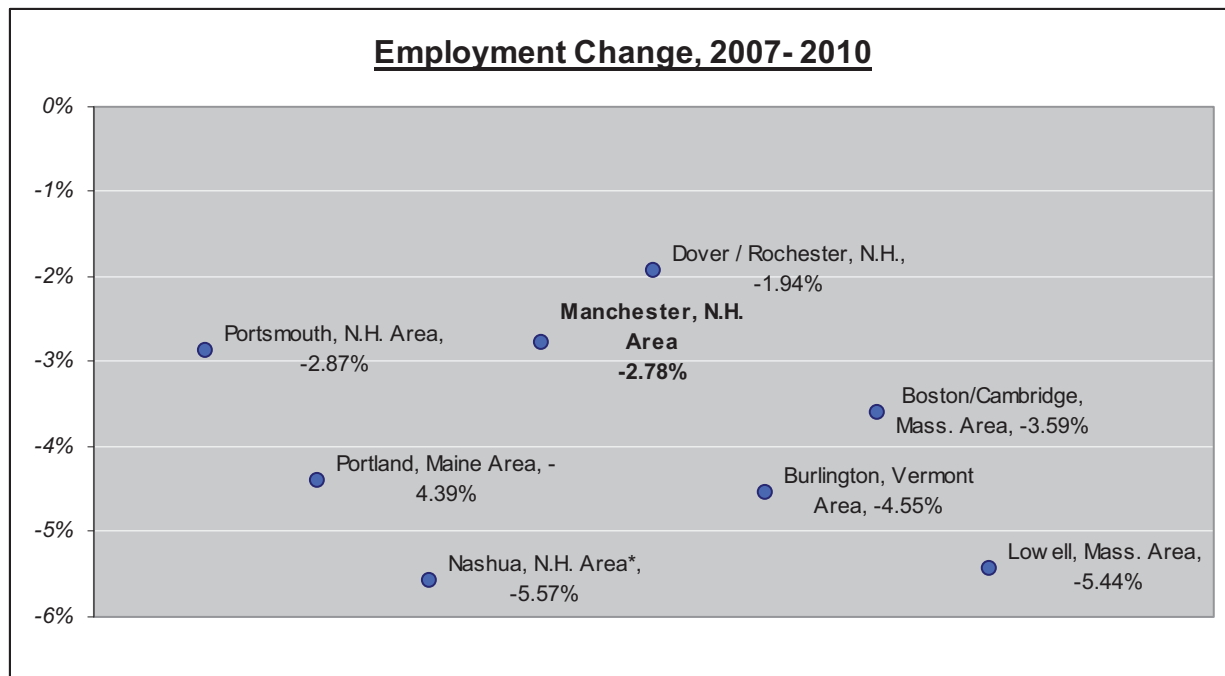 Employment Change, 2007- 2010
0%
-1%
-2%
-3%
-4%
-5%
-6%
Dover / Rochester, N.H.,
-1.94%
Manchester, N.H.
Area
-2.78%
Portsmouth, N.H. Area,
-2.87%
Boston/Cambridge,
Mass. Area, -3.59%
Portland, Maine Area, -
4.39%
Burlington, Vermont
Area, -4.55%
Nashua, N.H. Area*,
-5.57%
Lowell, Mass. Area,
-5.44%